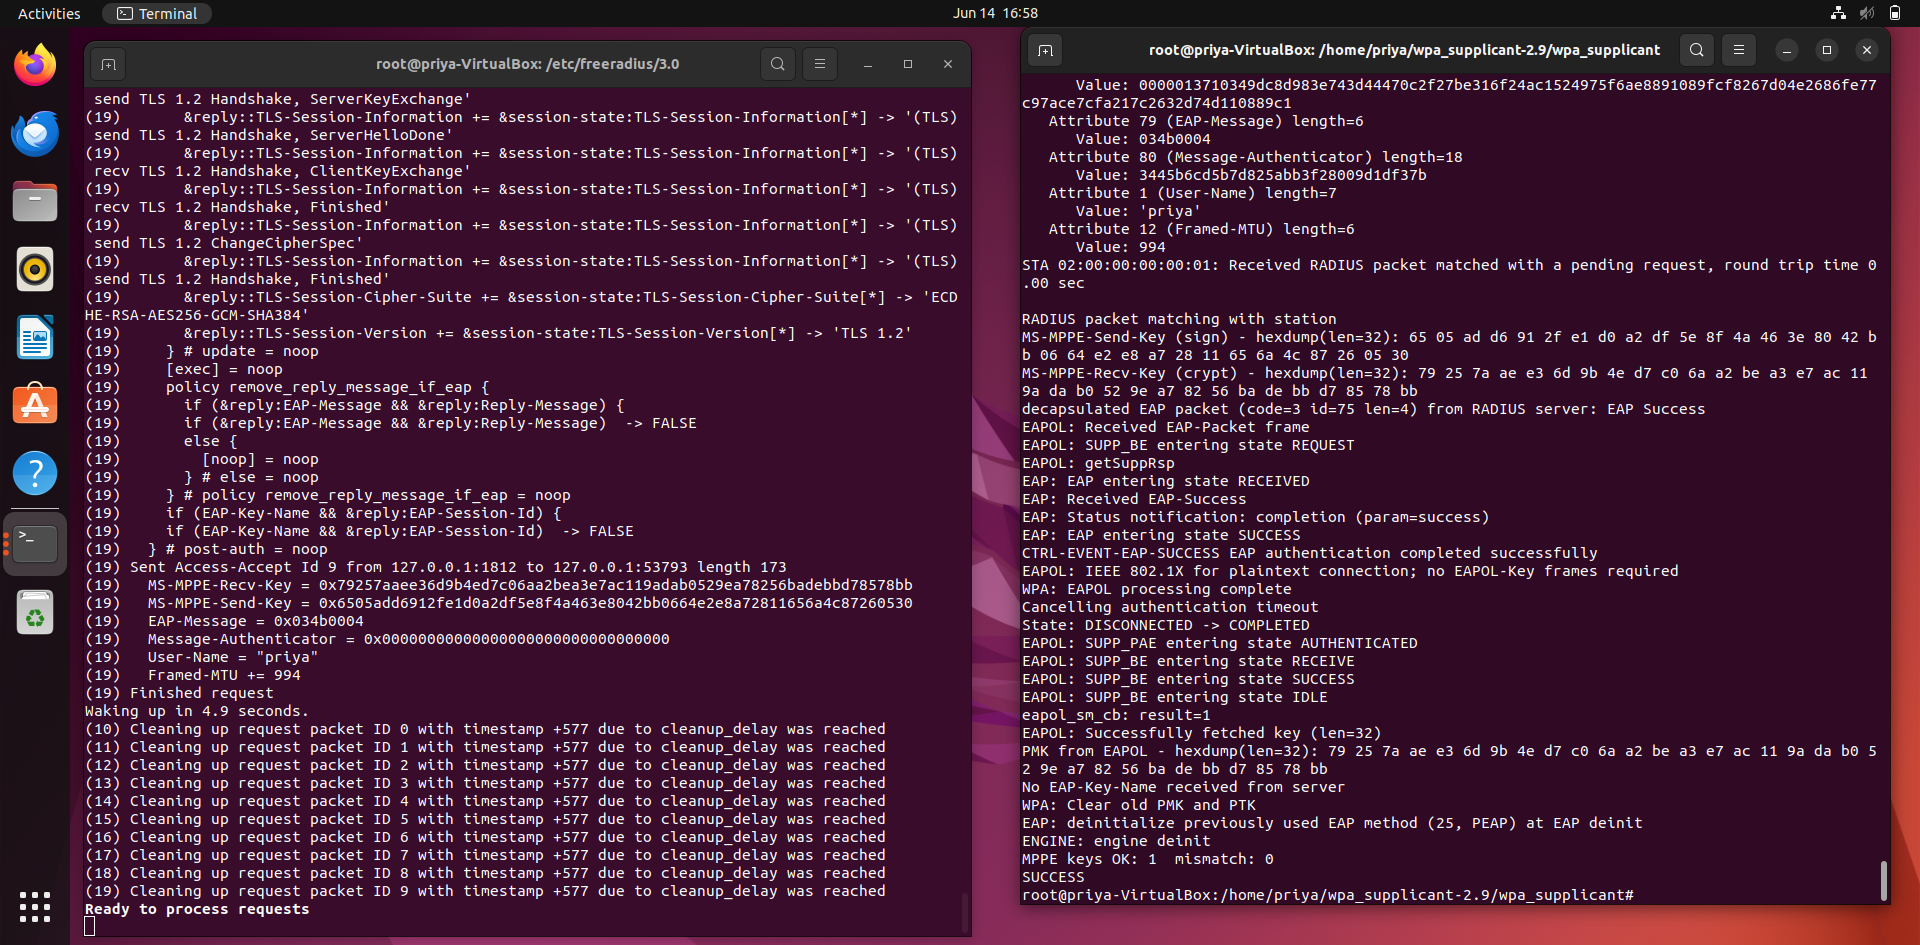 Activities
Terminal
Jun 14 16:58
root@priya-VirtualBox: /etc/freeradius/3.0
send TLS 1.2 Handshake, ServerKeyExchange'
(19)       &reply::TLS-Session-Information += &session-state:TLS-Session-Information[*] -> '(TLS)
send TLS 1.2 Handshake, ServerHelloDone'
(19)       &reply::TLS-Session-Information += &session-state:TLS-Session-Information[*] -> '(TLS)
recv TLS 1.2 Handshake, ClientKeyExchange'
(19)       &reply::TLS-Session-Information += &session-state:TLS-Session-Information[*] -> '(TLS)
recv TLS 1.2 Handshake, Finished'
(19)       &reply::TLS-Session-Information += &session-state:TLS-Session-Information[*] -> '(TLS)
send TLS 1.2 ChangeCipherSpec'
(19)       &reply::TLS-Session-Information += &session-state:TLS-Session-Information[*] -> '(TLS)
send TLS 1.2 Handshake, Finished'
(19)       &reply::TLS-Session-Cipher-Suite += &session-state:TLS-Session-Cipher-Suite[*] -> 'ECD
HE-RSA-AES256-GCM-SHA384'
(19)       &reply::TLS-Session-Version += &session-state:TLS-Session-Version[*] -> 'TLS 1.2'
(19)     } # update = noop
(19)     [exec] = noop
(19)     policy remove_reply_message_if_eap {
(19)       if (&reply:EAP-Message && &reply:Reply-Message) {
(19)       if (&reply:EAP-Message && &reply:Reply-Message)  -> FALSE
(19)       else {
(19)         [noop] = noop
(19)       } # else = noop
(19)     } # policy remove_reply_message_if_eap = noop
(19)     if (EAP-Key-Name && &reply:EAP-Session-Id) {
(19)     if (EAP-Key-Name && &reply:EAP-Session-Id)  -> FALSE
(19)   } # post-auth = noop
(19) Sent Access-Accept Id 9 from 127.0.0.1:1812 to 127.0.0.1:53793 length 173
(19)   MS-MPPE-Recv-Key = 0x79257aaee36d9b4ed7c06aa2bea3e7ac119adab0529ea78256badebbd78578bb
(19)   MS-MPPE-Send-Key = 0x6505add6912fe1d0a2df5e8f4a463e8042bb0664e2e8a72811656a4c87260530
(19)   EAP-Message = 0x034b0004
(19)   Message-Authenticator = 0x00000000000000000000000000000000
(19)   User-Name = "priya"
(19)   Framed-MTU += 994
(19) Finished request
Waking up in 4.9 seconds.
(10) Cleaning up request packet ID 0 with timestamp +577 due to cleanup_delay was reached
(11) Cleaning up request packet ID 1 with timestamp +577 due to cleanup_delay was reached
(12) Cleaning up request packet ID 2 with timestamp +577 due to cleanup_delay was reached
(13) Cleaning up request packet ID 3 with timestamp +577 due to cleanup_delay was reached
(14) Cleaning up request packet ID 4 with timestamp +577 due to cleanup_delay was reached
(15) Cleaning up request packet ID 5 with timestamp +577 due to cleanup_delay was reached
(16) Cleaning up request packet ID 6 with timestamp +577 due to cleanup_delay was reached
(17) Cleaning up request packet ID 7 with timestamp +577 due to cleanup_delay was reached
(18) Cleaning up request packet ID 8 with timestamp +577 due to cleanup_delay was reached
(19) Cleaning up request packet ID 9 with timestamp +577 due to cleanup_delay was reached
Ready to process requests
root@priya-VirtualBox: /home/priya/wpa_supplicant-2.9/wpa_supplicant
Value: 0000013710349dc8d983e743d44470c2f27be316f24ac1524975f6ae8891089fcf8267d04e2686fe77
c97ace7cfa217c2632d74d110889c1
Attribute 79 (EAP-Message) length=6
Value: 034b0004
Attribute 80 (Message-Authenticator) length=18
Value: 3445b6cd5b7d825abb3f28009d1df37b
Attribute 1 (User-Name) length=7
Value: 'priya'
Attribute 12 (Framed-MTU) length=6
Value: 994
STA 02:00:00:00:00:01: Received RADIUS packet matched with a pending request, round trip time 0
.00 sec
RADIUS packet matching with station
MS-MPPE-Send-Key (sign) - hexdump(len=32): 65 05 ad d6 91 2f e1 d0 a2 df 5e 8f 4a 46 3e 80 42 b
b 06 64 e2 e8 a7 28 11 65 6a 4c 87 26 05 30
MS-MPPE-Recv-Key (crypt) - hexdump(len=32): 79 25 7a ae e3 6d 9b 4e d7 c0 6a a2 be a3 e7 ac 11
9a da b0 52 9e a7 82 56 ba de bb d7 85 78 bb
decapsulated EAP packet (code=3 id=75 len=4) from RADIUS server: EAP Success
EAPOL: Received EAP-Packet frame
EAPOL: SUPP_BE entering state REQUEST
EAPOL: getSuppRsp
EAP: EAP entering state RECEIVED
EAP: Received EAP-Success
EAP: Status notification: completion (param=success)
EAP: EAP entering state SUCCESS
CTRL-EVENT-EAP-SUCCESS EAP authentication completed successfully
EAPOL: IEEE 802.1X for plaintext connection; no EAPOL-Key frames required
WPA: EAPOL processing complete
Cancelling authentication timeout
State: DISCONNECTED -> COMPLETED
EAPOL: SUPP_PAE entering state AUTHENTICATED
EAPOL: SUPP_BE entering state RECEIVE
EAPOL: SUPP_BE entering state SUCCESS
EAPOL: SUPP_BE entering state IDLE
eapol_sm_cb: result=1
EAPOL: Successfully fetched key (len=32)
PMK from EAPOL - hexdump(len=32): 79 25 7a ae e3 6d 9b 4e d7 c0 6a a2 be a3 e7 ac 11 9a da b0 5
2 9e a7 82 56 ba de bb d7 85 78 bb
No EAP-Key-Name received from server
WPA: Clear old PMK and PTK
EAP: deinitialize previously used EAP method (25, PEAP) at EAP deinit
ENGINE: engine deinit
MPPE keys OK: 1  mismatch: 0
SUCCESS
root@priya-VirtualBox:/home/priya/wpa_supplicant-2.9/wpa_supplicant#